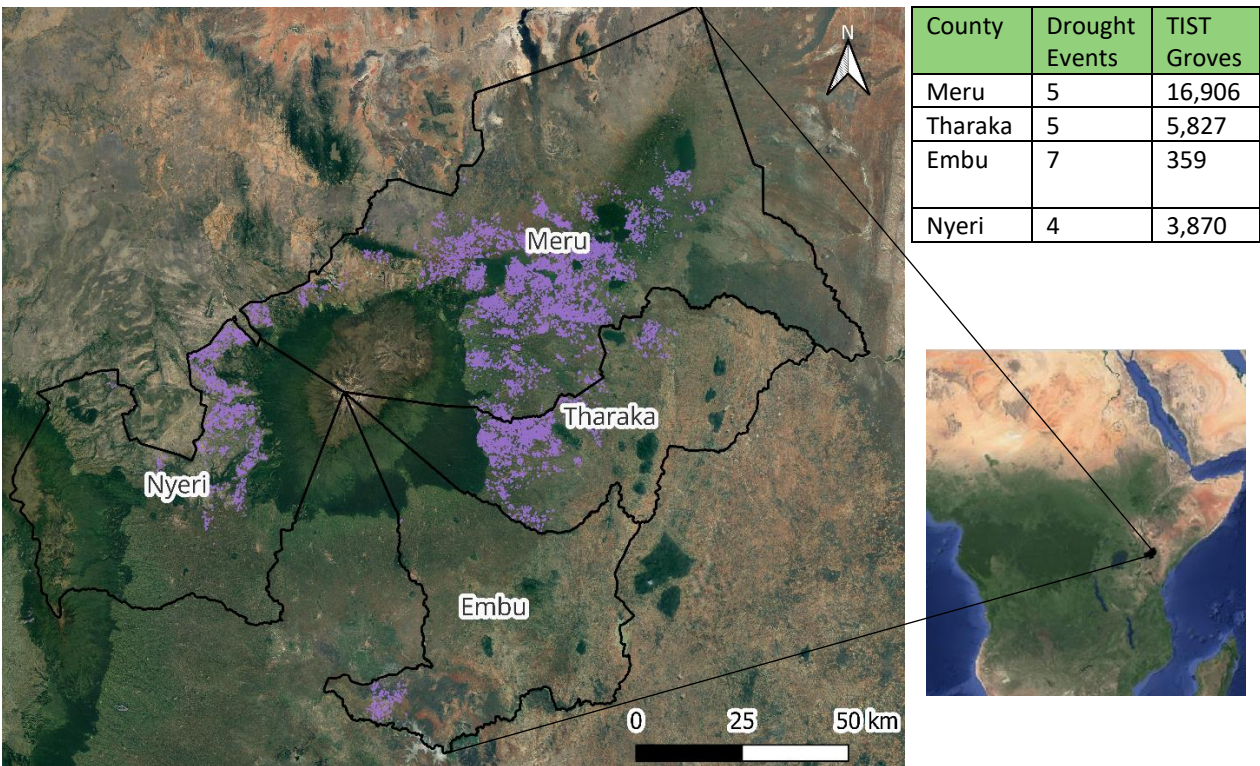 N
Meru
Tharaka
Nyeri
Embu
0 25 50 km
County Drought Events TIST Groves
Meru 5 16,906
Tharaka 5 5,827
Embu 7 359
Nyeri 4 3,870